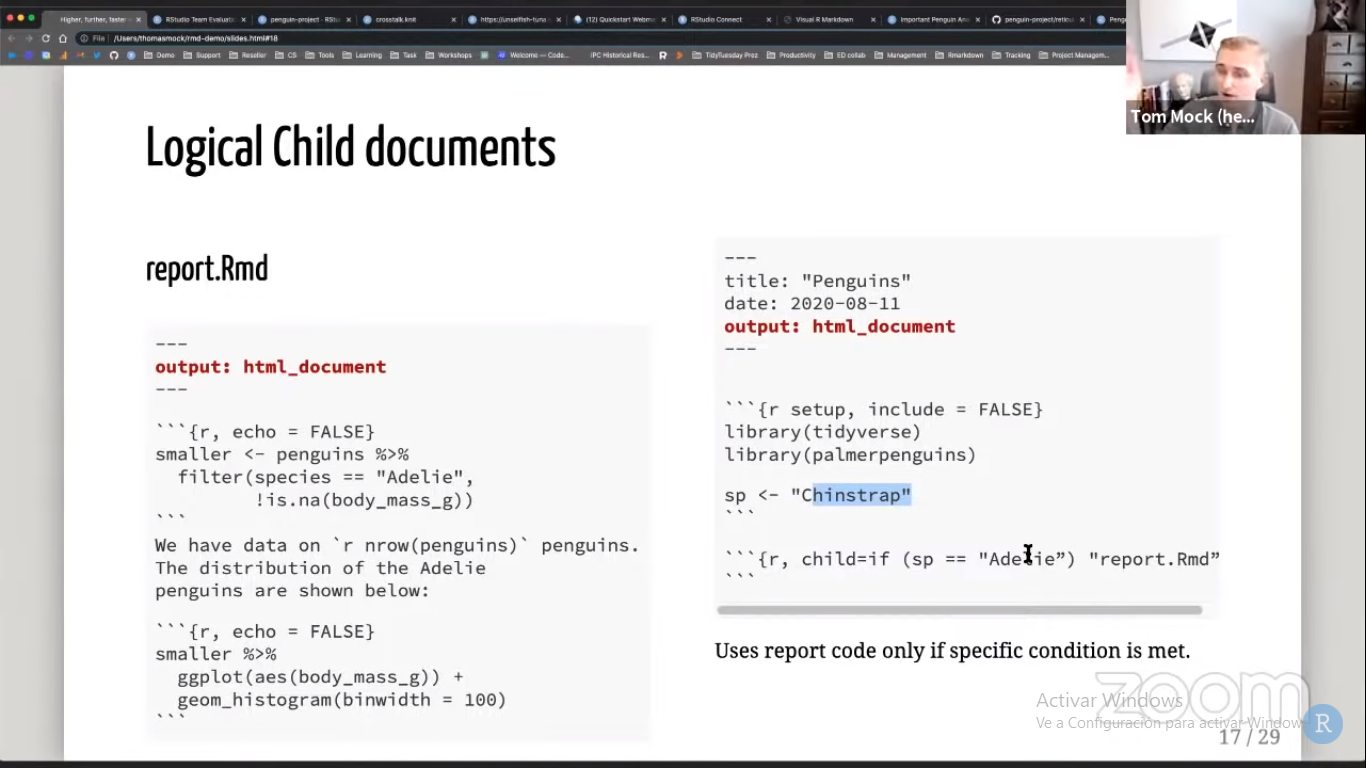 Higher, further, faster
RStudio Team Evaluati
penguin-project - RS
crosstalk.knit
https://unselfish-tuna.
(12) Quickstart Webin
RStudio Connect
Visual R Markdown
Important Penguin An
penguin-project/reticu
Peng
File /Users/thomasmock/rmd-demo/slides.html#18
Demo Support Reseller CS Tools Learning Task Workshops Welcome — Code... IPC Historical Res... TidyTuesday Prez Productivity ED collab Management Rmarkdown Tracking Project Managem...
Tom Mock (he...
Logical Child documents
report.Rmd
---
output: html_document
---
```{r, echo = FALSE}
smaller <- penguins %>%
filter(species == "Adelie",
!is.na(body_mass_g))
```
We have data on `r nrow(penguins)` penguins.
The distribution of the Adelie
penguins are shown below:
```{r, echo = FALSE}
smaller %>%
ggplot(aes(body_mass_g)) +
geom_histogram(binwidth = 100)
```
---
title: "Penguins"
date: 2020-08-11
output: html_document
---
```{r setup, include = FALSE}
library(tidyverse)
library(palmerpenguins)
sp <- "Chinstrap"
```
```{r, child=if (sp == "Adelie”) "report.Rmd”
```
Uses report code only if specific condition is met.
zoom
Activar Windows
Ve a Configuración para activar Window
17 / 29
R